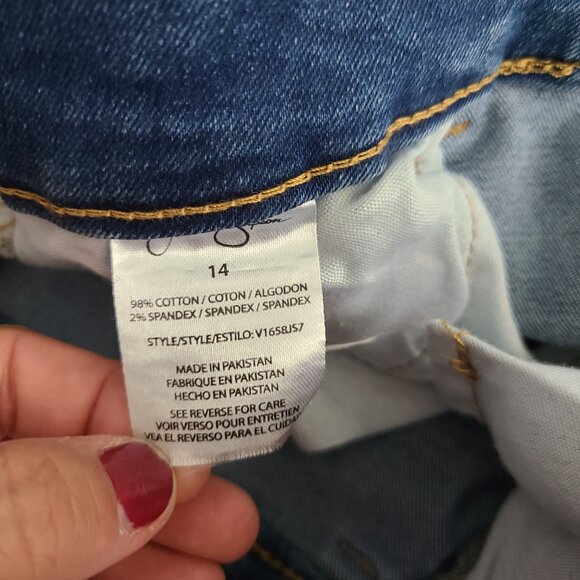 14
98% COTTON / COTON / ALGODON
2% SPANDEX / SPANDEX / SPANDEX
STYLE/STYLE/ESTILO: V1658JS7
MADE IN PAKISTAN
FABRIQUE EN PAKISTAN
HECHO EN PAKISTAN
SEE REVERSE FOR CARE
VOIR VERSO POUR ENTRETIEN
VEA EL REVERSO PARA EL